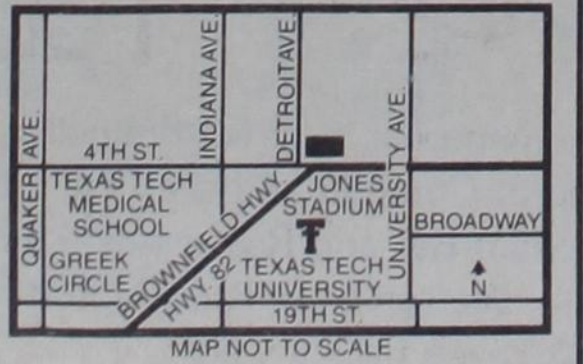 INDIANA AVE.
DETROIT AVE.
QUAKER AVE.
4TH ST.
UNIVERSITY AVE.
TEXAS TECH
MEDICAL
SCHOOL
BROWNFIELD HWY.
HWY. 82
JONES
STADIUM
BROADWAY
GREEK
CIRCLE
TEXAS TECH
UNIVERSITY
N
19TH ST.
MAP NOT TO SCALE